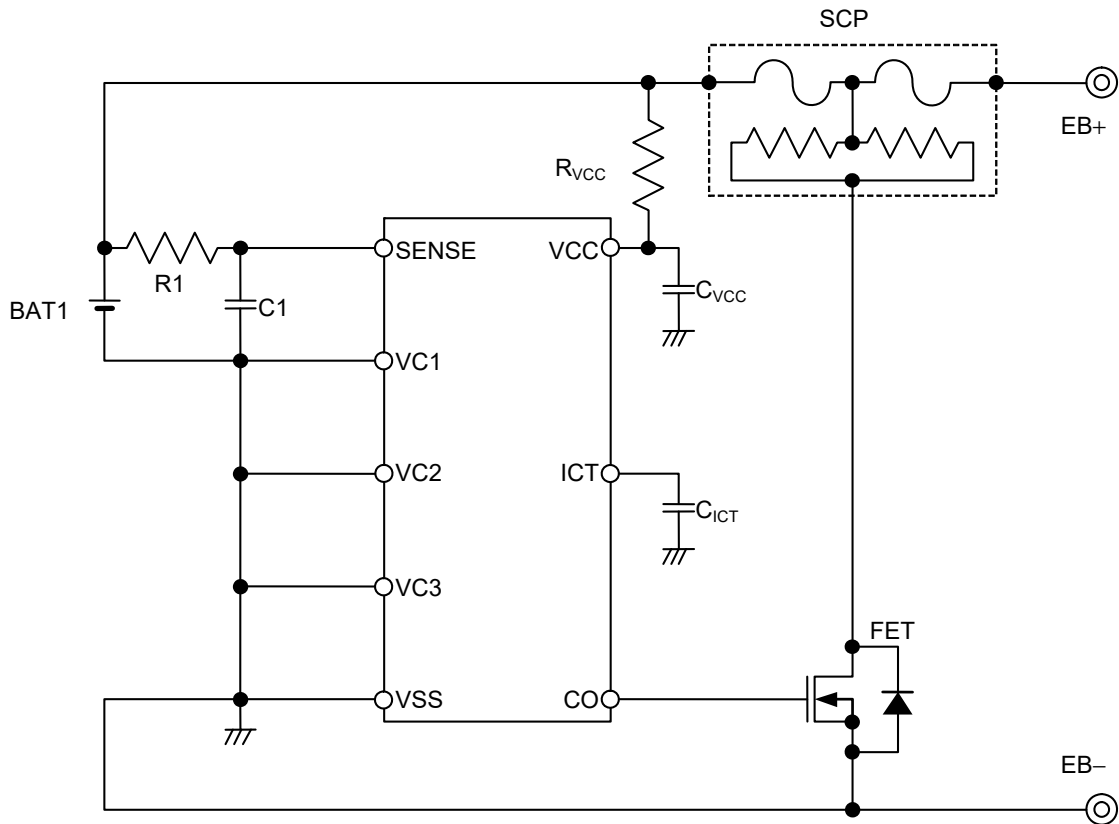 SCP
EB+
RVCC
SENSE
VCC
R1
BAT1
C1
CVCC
VC1
VC2
ICT
CICT
VC3
FET
VSS
CO
EB−